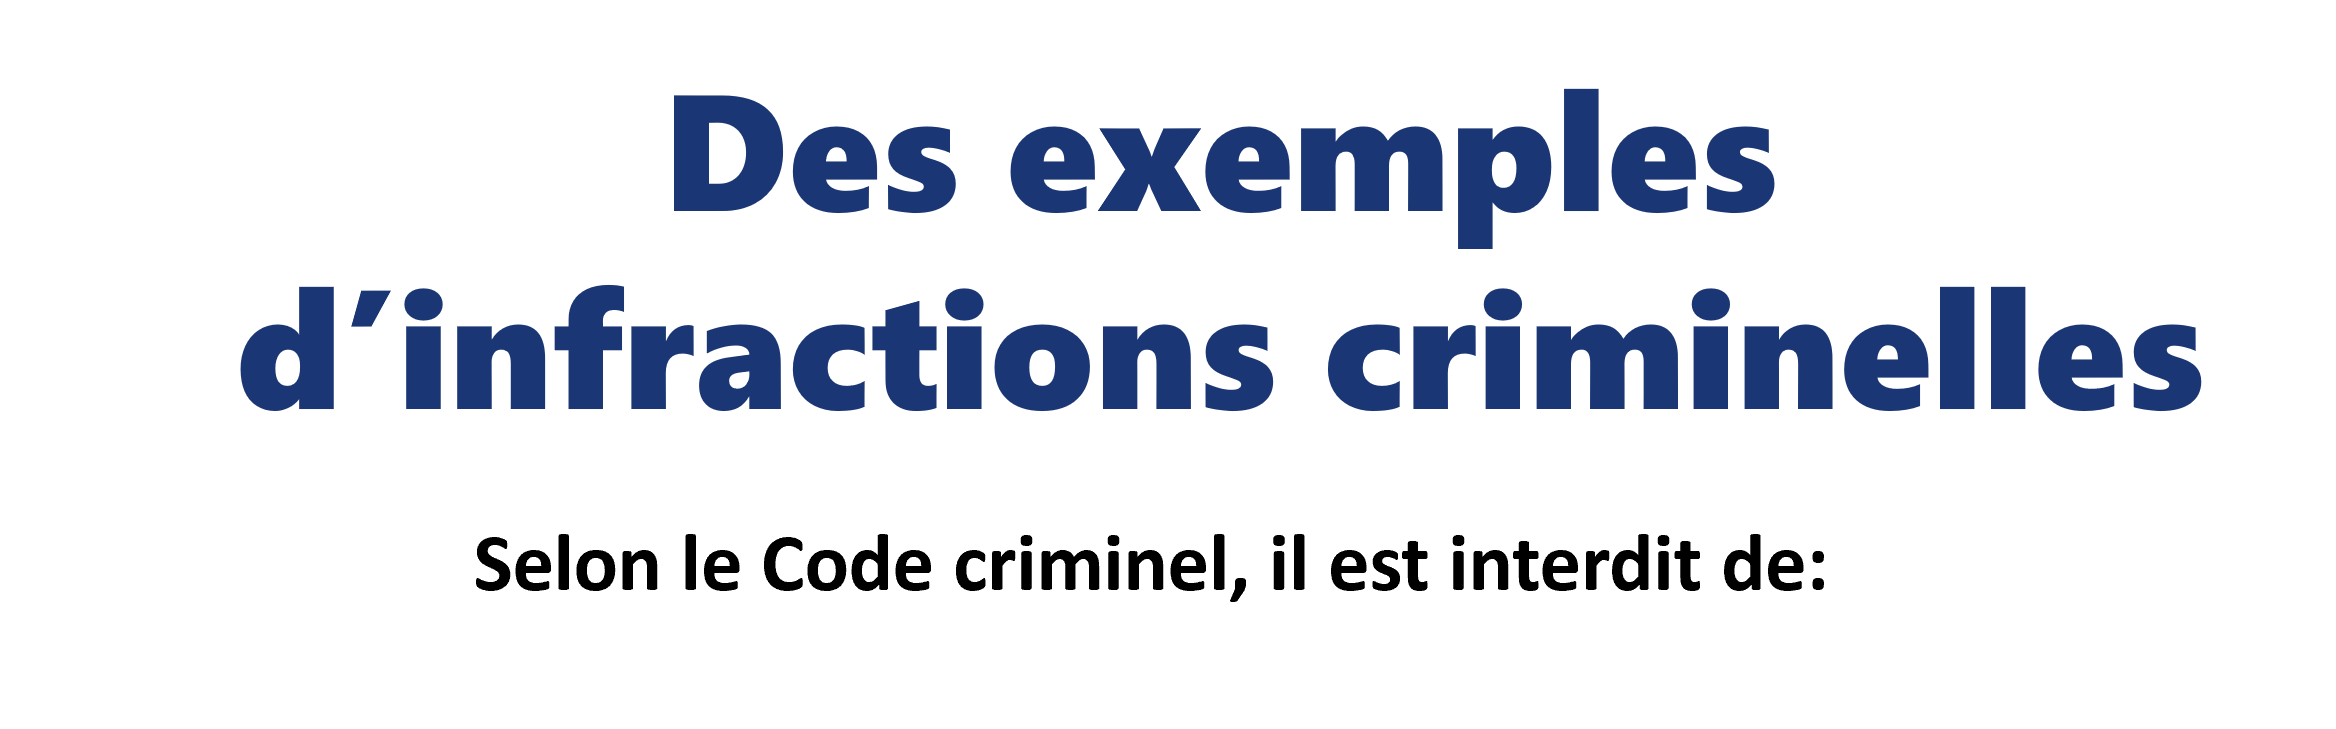 Des exemples
d´infractions criminelles
Selon le Code criminel, il est interdit de: